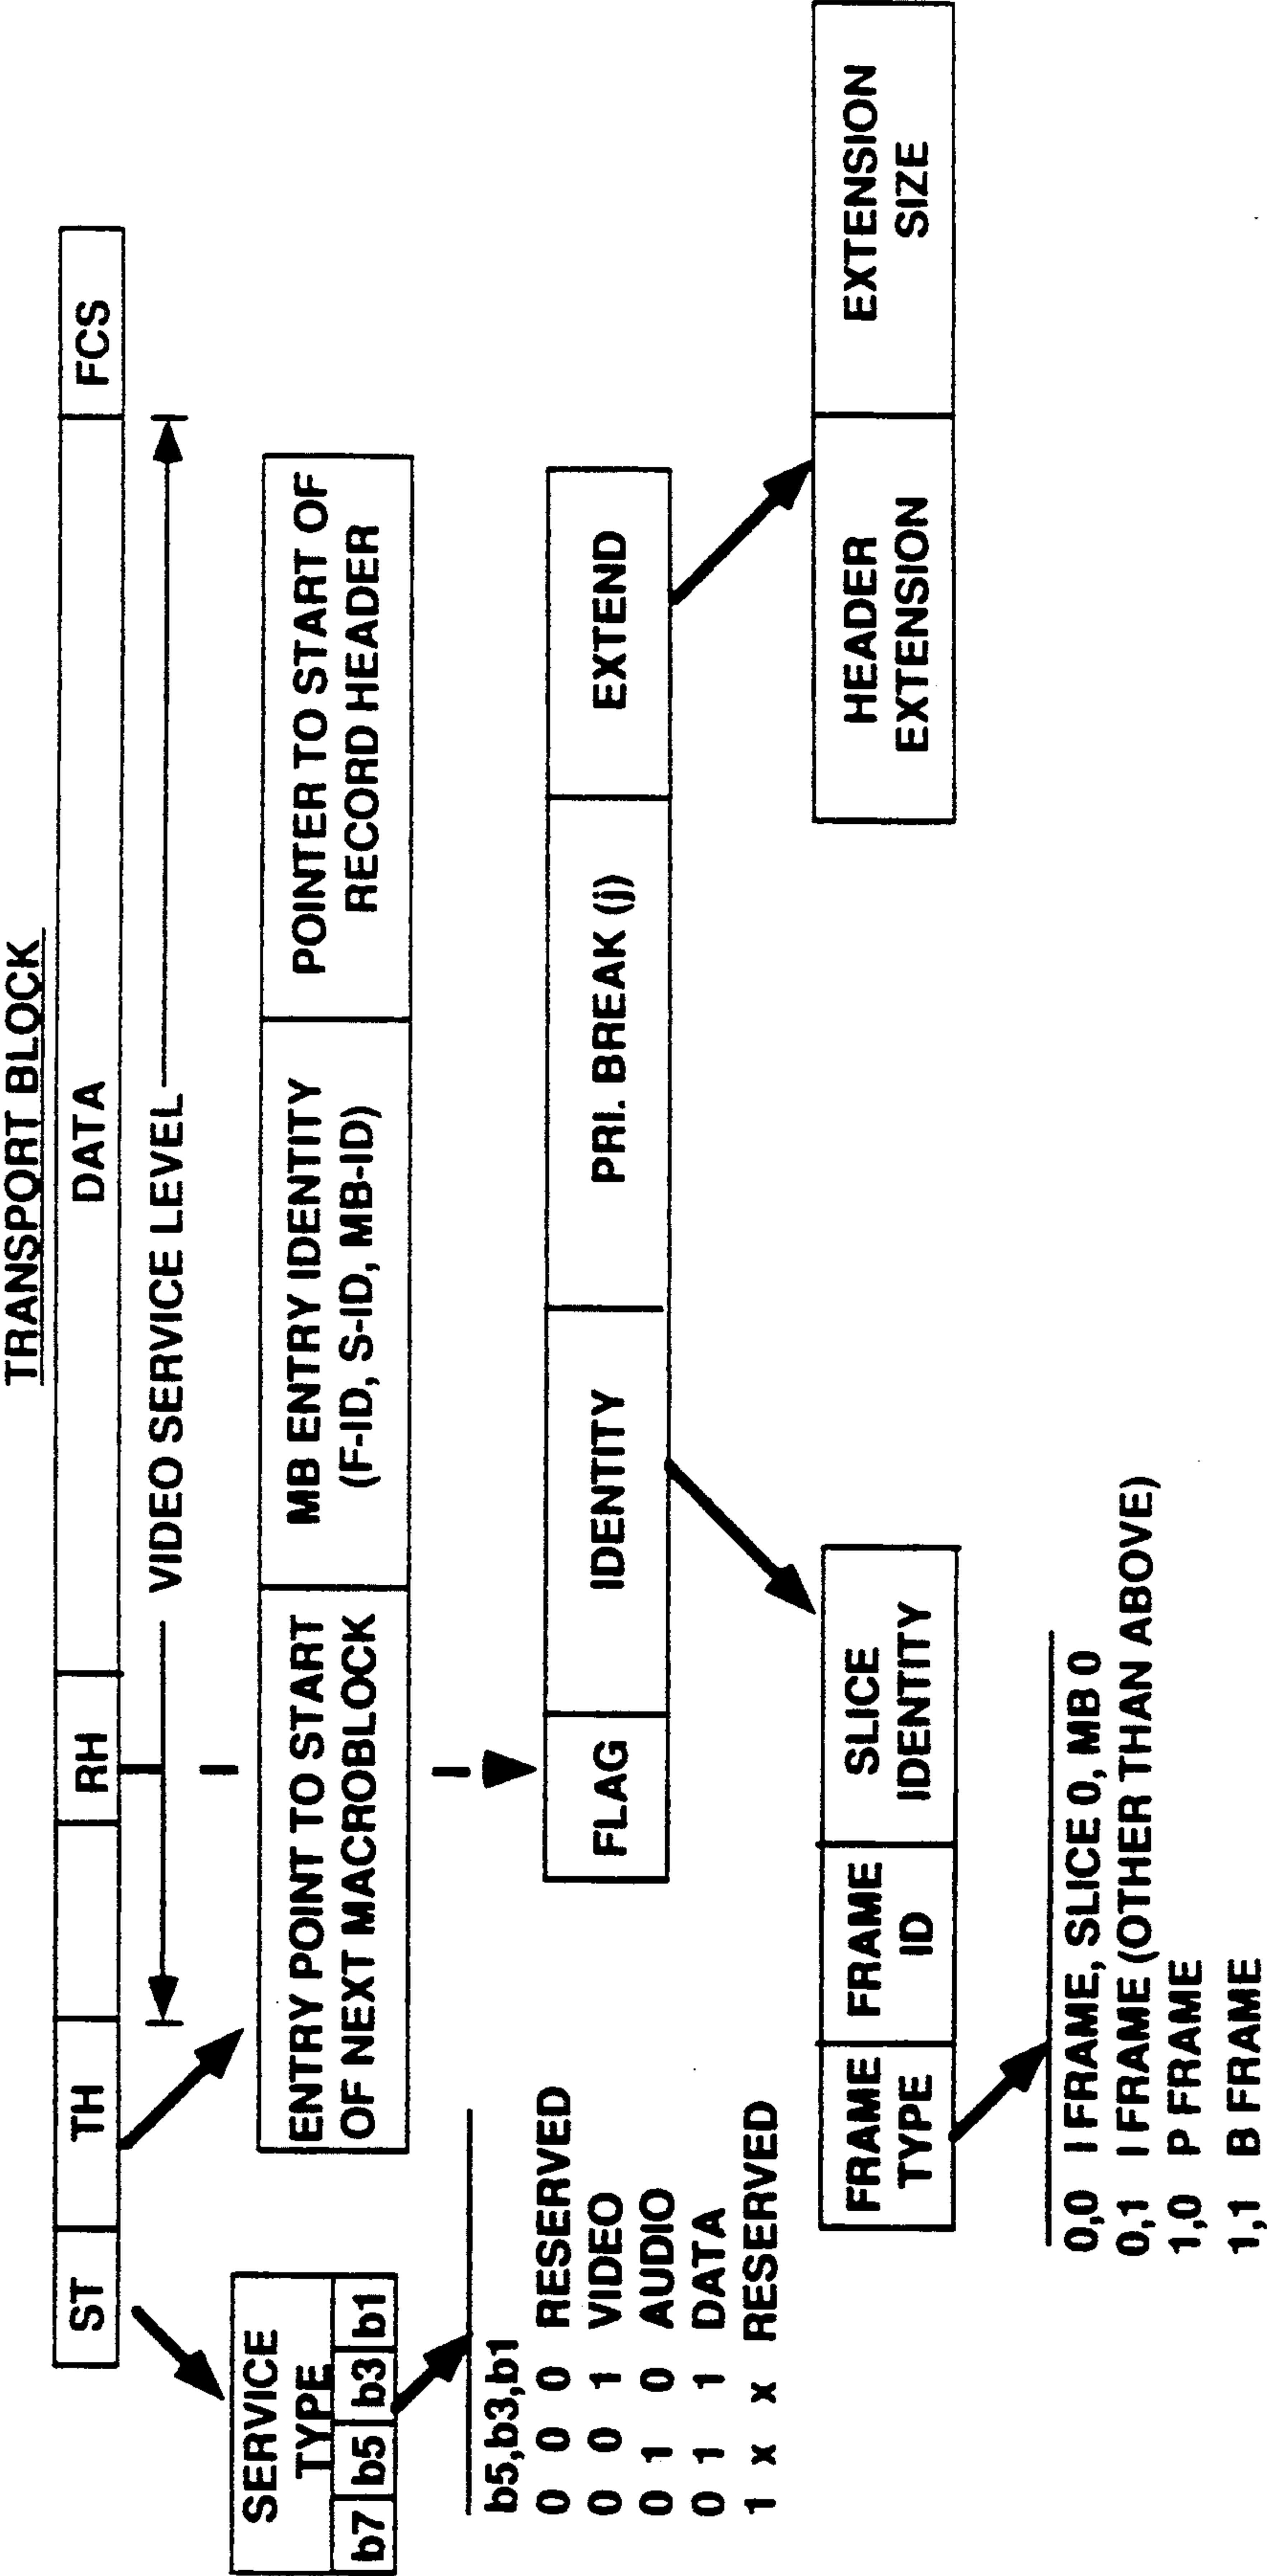 TRANSPORT BLOCK
ST TH RH DATA FCS
VIDEO SERVICE LEVEL
SERVICE
TYPE
b7 b5 b3 b1
ENTRY POINT TO START
OF NEXT MACROBLOCK
MB ENTRY IDENTITY
(F-ID, S-ID, MB-ID)
POINTER TO START OF
RECORD HEADER
b5,b3,b1
0 0 0 RESERVED
0 0 1 VIDEO
0 1 0 AUDIO
0 1 1 DATA
1 x x RESERVED
FLAG IDENTITY PRI. BREAK (j) EXTEND
FRAME
TYPE
FRAME
ID
SLICE
IDENTITY
HEADER
EXTENSION
EXTENSION
SIZE
0,0 I FRAME, SLICE 0, MB 0
0,1 I FRAME (OTHER THAN ABOVE)
1,0 P FRAME
1,1 B FRAME